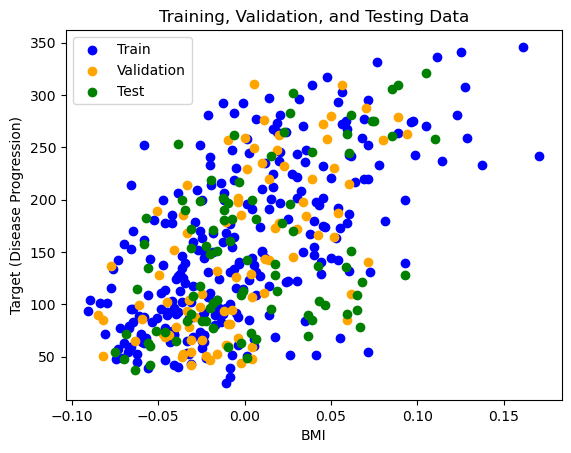 Training, Validation, and Testing Data
Train
Validation
Test
Target (Disease Progression)
350
300
250
200
150
100
50
−0.10
−0.05
0.00
0.05
0.10
0.15
BMI